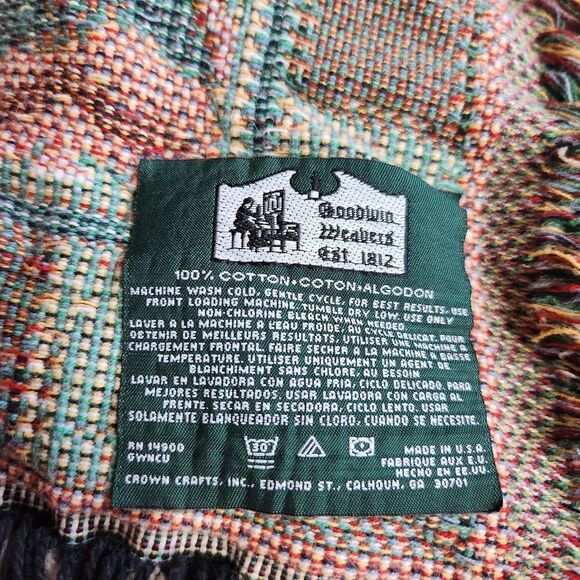 Goodwin
Weavers
Est. 1812
100% COTTON•COTON•ALGODON
MACHINE WASH COLD, GENTLE CYCLE. FOR BEST RESULTS, USE
FRONT LOADING MACHINE. TUMBLE DRY LOW. USE ONLY
NON-CHLORINE BLEACH WHEN NEEDED
LAVER A LA MACHINE A L'EAU FROIDE, AU CYCLE DELICAT. POUR
OBTENIR DE MEILLEURS RESULTATS, UTILISER UNE MACHINE A
CHARGEMENT FRONTAL. FAIRE SECHER A LA MACHINE A BASSE
TEMPERATURE. UTILISER UNIQUEMENT UN AGENT DE
BLANCHIMENT SANS CHLORE, AU BESOIN
LAVAR EN LAVADORA CON AGUA FRIA, CICLO DELICADO. PARA
MEJORES RESULTADOS, USAR LAVADORA CON CARGA AL
FRENTE. SECAR EN SECADORA, CICLO LENTO. USAR
SOLAMENTE BLANQUEADOR SIN CLORO, CUANDO SE NECESITE.
RN 14900
GWNCU
30°
MADE IN U.S.A.
FABRIQUE AUX E.U.
HECHO EN EE.UU.
CROWN CRAFTS, INC., EDMOND ST., CALHOUN, GA 30701